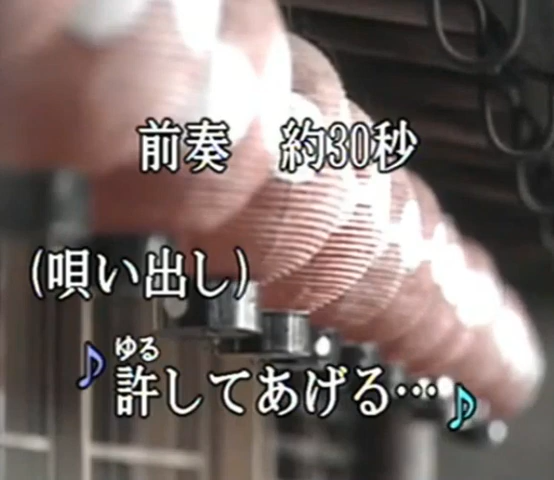 前奏　約30秒
(唄い出し)
ゆる
♪許してあげる…♪